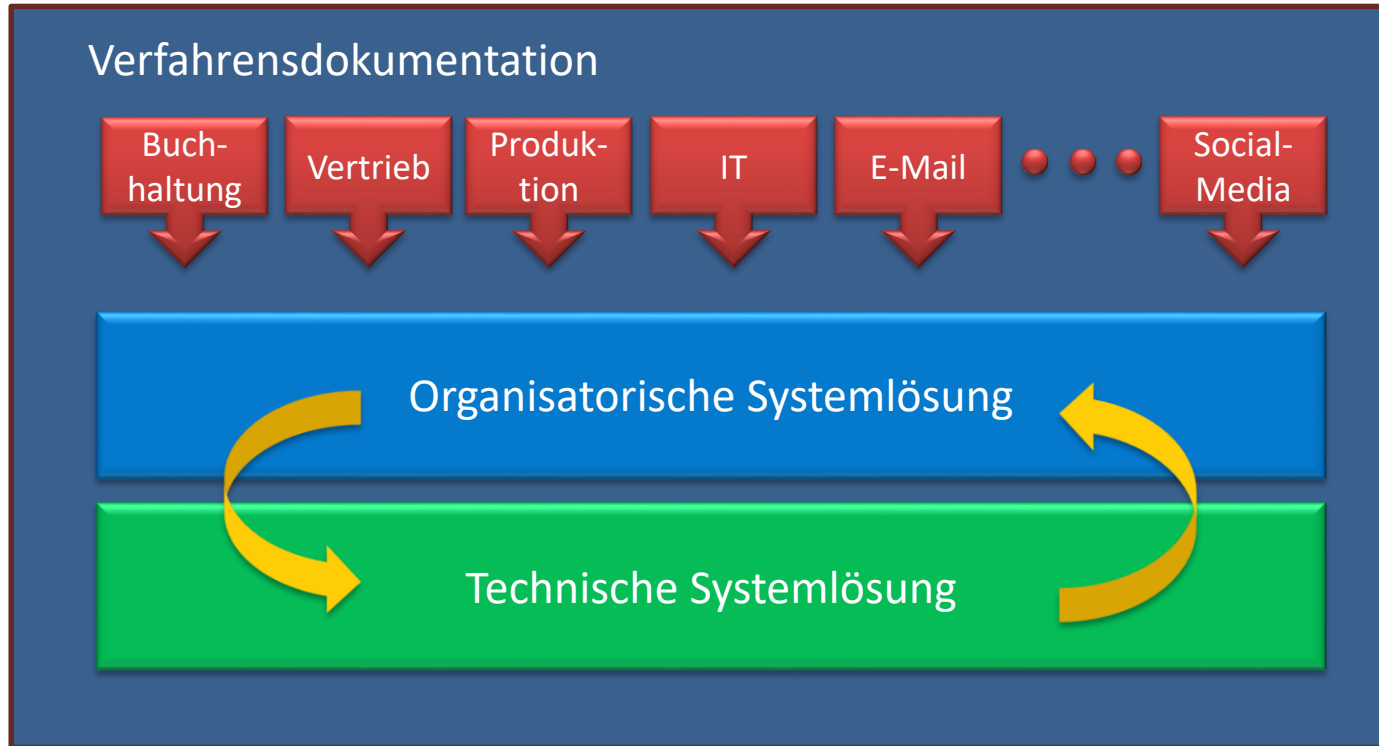 Verfahrensdokumentation
Buch-
haltung
Vertrieb
Produk-
tion
IT
E-Mail
Social-
Media
Organisatorische Systemlösung
Technische Systemlösung